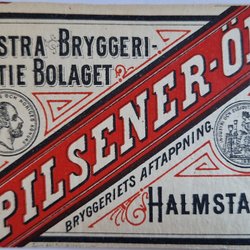 STRA BRYGGERI-
TIE BOLAGET
PILSENER-ÖL
BRYGGERIETS AFTAPPNING.
HALMSTA